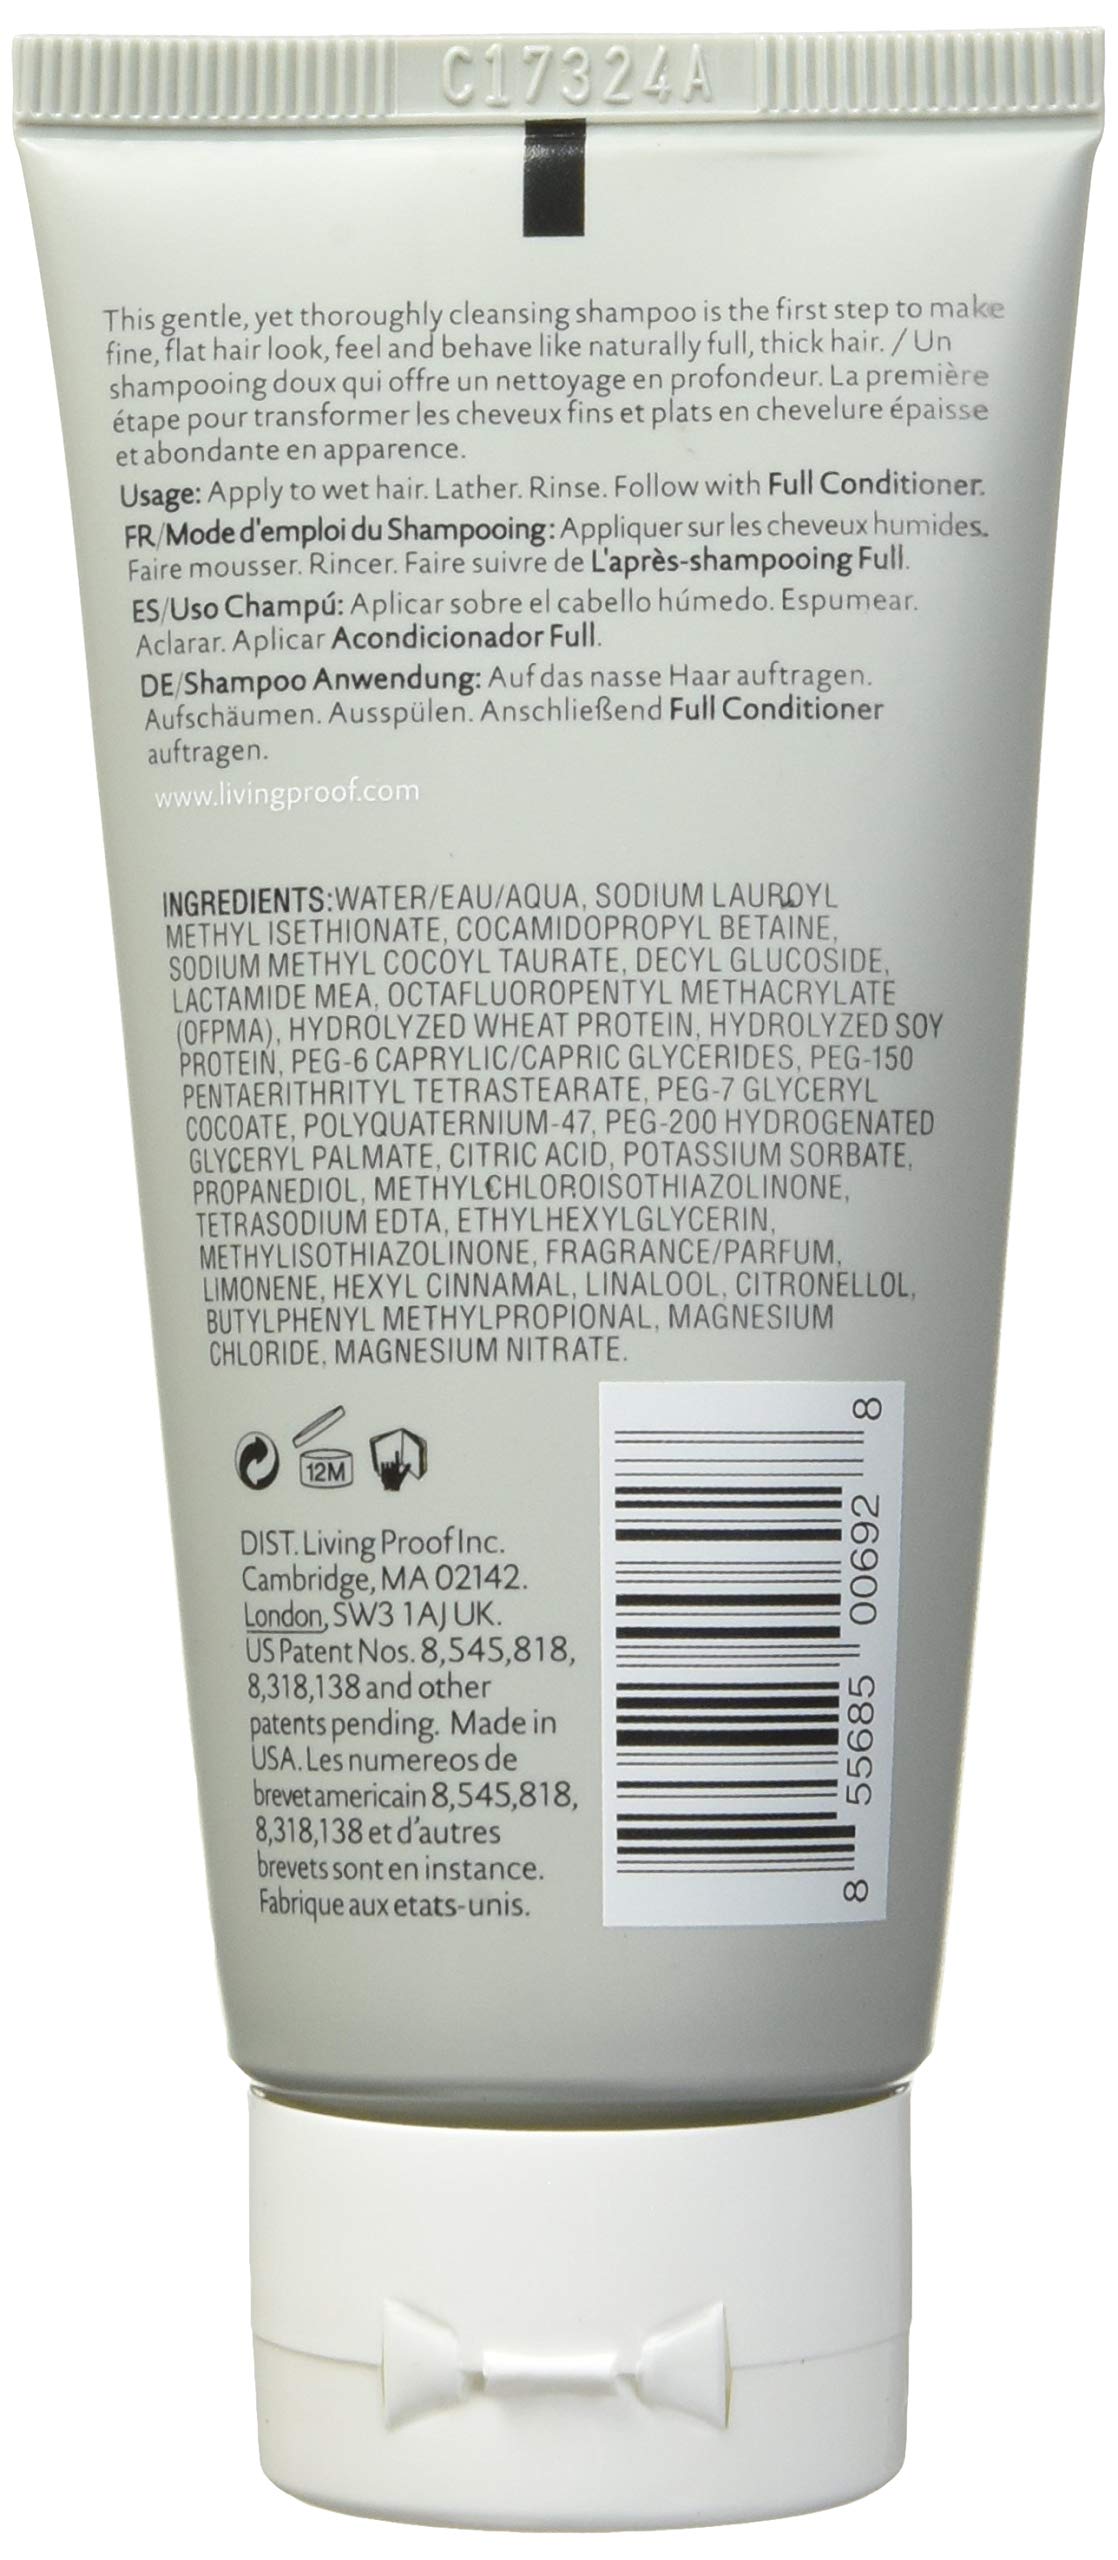 C17324A
This gentle, yet thoroughly cleansing shampoo is the first step to make
fine, flat hair look, feel and behave like naturally full, thick hair. / Un
shampooing doux qui offre un nettoyage en profondeur. La première
étape pour transformer les cheveux fins et plats en chevelure épaisse
et abondante en apparence.
Usage: Apply to wet hair. Lather. Rinse. Follow with Full Conditioner.
FR/Mode d'emploi du Shampooing: Appliquer sur les cheveux humides.
Faire mousser. Rincer. Faire suivre de L'après-shampooing Full.
ES/Uso Champú: Aplicar sobre el cabello húmedo. Espumear.
Aclarar. Aplicar Acondicionador Full.
DE/Shampoo Anwendung: Auf das nasse Haar auftragen.
Aufschäumen. Ausspülen. Anschließend Full Conditioner
auftragen.
www.livingproof.com
INGREDIENTS:WATER/EAU/AQUA, SODIUM LAUROYL
METHYL ISETHIONATE, COCAMIDOPROPYL BETAINE,
SODIUM METHYL COCOYL TAURATE, DECYL GLUCOSIDE,
LACTAMIDE MEA, OCTAFLUOROPENTYL METHACRYLATE
(OFPMA), HYDROLYZED WHEAT PROTEIN, HYDROLYZED SOY
PROTEIN, PEG-6 CAPRYLIC/CAPRIC GLYCERIDES, PEG-150
PENTAERITHRITYL TETRASTEARATE, PEG-7 GLYCERYL
COCOATE, POLYQUATERNIUM-47, PEG-200 HYDROGENATED
GLYCERYL PALMATE, CITRIC ACID, POTASSIUM SORBATE,
PROPANEDIOL, METHYLCHLOROISOTHIAZOLINONE,
TETRASODIUM EDTA, ETHYLHEXYLGLYCERIN,
METHYLISOTHIAZOLINONE, FRAGRANCE/PARFUM,
LIMONENE, HEXYL CINNAMAL, LINALOOL, CITRONELLOL,
BUTYLPHENYL METHYLPROPIONAL, MAGNESIUM
CHLORIDE, MAGNESIUM NITRATE.
12M
DIST. Living Proof Inc.
Cambridge, MA 02142.
London, SW3 1AJ UK.
US Patent Nos. 8,545,818,
8,318,138 and other
patents pending. Made in
USA. Les numereos de
brevet americain 8,545,818,
8,318,138 et d'autres
brevets sont en instance.
Fabrique aux etats-unis.
8 55685 00692 8